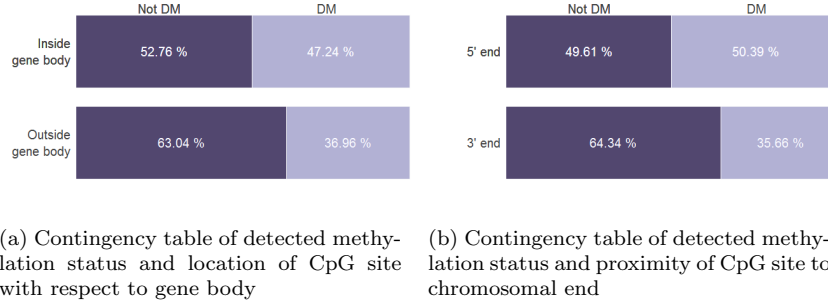 Not DM DM
Inside
gene body
52.76 % 47.24 %
Outside
gene body
63.04 % 36.96 %
(a) Contingency table of detected methy-
lation status and location of CpG site
with respect to gene body
Not DM DM
5' end 49.61 % 50.39 %
3' end 64.34 % 35.66 %
(b) Contingency table of detected methy-
lation status and proximity of CpG site to
chromosomal end